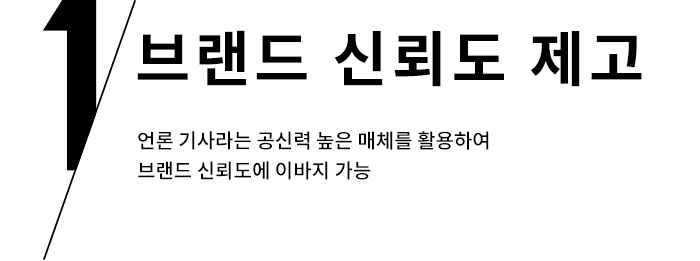 1
브랜드 신뢰도 제고
언론 기사라는 공신력 높은 매체를 활용하여
브랜드 신뢰도에 이바지 가능